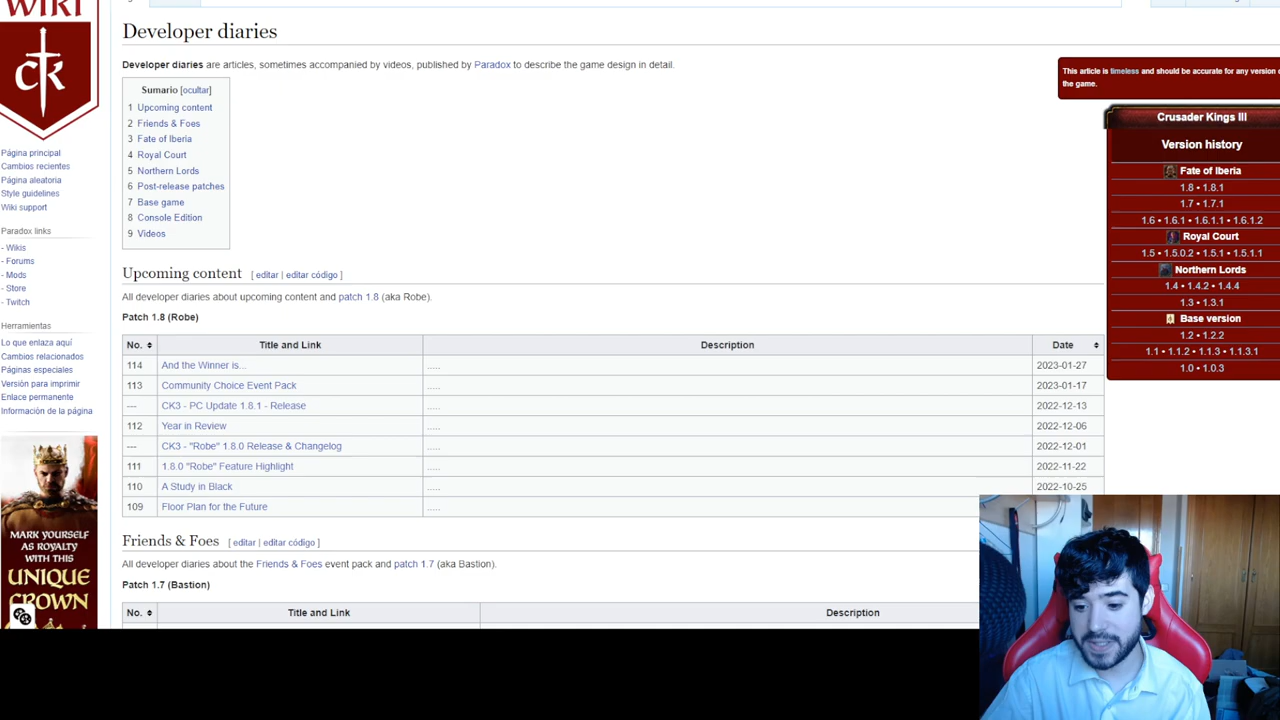 WIKI
CK
Developer diaries
Developer diaries are articles, sometimes accompanied by videos, published by Paradox to describe the game design in detail.
Sumario [ocultar]
1 Upcoming content
2 Friends & Foes
3 Fate of Iberia
4 Royal Court
5 Northern Lords
6 Post-release patches
7 Base game
8 Console Edition
9 Videos
This article is timeless and should be accurate for any version
the game.
Crusader Kings III
Version history
Fate of Iberia
1.8 • 1.8.1
1.7 • 1.7.1
1.6 • 1.6.1 • 1.6.1.1 • 1.6.1.2
Royal Court
1.5 • 1.5.0.2 • 1.5.1 • 1.5.1.1
Northern Lords
1.4 • 1.4.2 • 1.4.4
1.3 • 1.3.1
Base version
1.2 • 1.2.2
1.1 • 1.1.2 • 1.1.3 • 1.1.3.1
1.0 • 1.0.3
Página principal
Cambios recientes
Página aleatoria
Style guidelines
Wiki support
Paradox links
- Wikis
- Forums
- Mods
- Store
- Twitch
Herramientas
Lo que enlaza aquí
Cambios relacionados
Páginas especiales
Versión para imprimir
Enlace permanente
Información de la página
MARK YOURSELF
AS ROYALTY
WITH THIS
UNIQUE
CROWN
Upcoming content [ editar | editar código ]
All developer diaries about upcoming content and patch 1.8 (aka Robe).
Patch 1.8 (Robe)
No. Title and Link Description Date
114 And the Winner is... ..... 2023-01-27
113 Community Choice Event Pack ..... 2023-01-17
--- CK3 - PC Update 1.8.1 - Release ..... 2022-12-13
112 Year in Review ..... 2022-12-06
--- CK3 - "Robe" 1.8.0 Release & Changelog ..... 2022-12-01
111 1.8.0 "Robe" Feature Highlight ..... 2022-11-22
110 A Study in Black ..... 2022-10-25
109 Floor Plan for the Future .....
Friends & Foes [ editar | editar código ]
All developer diaries about the Friends & Foes event pack and patch 1.7 (aka Bastion).
Patch 1.7 (Bastion)
No. Title and Link Description